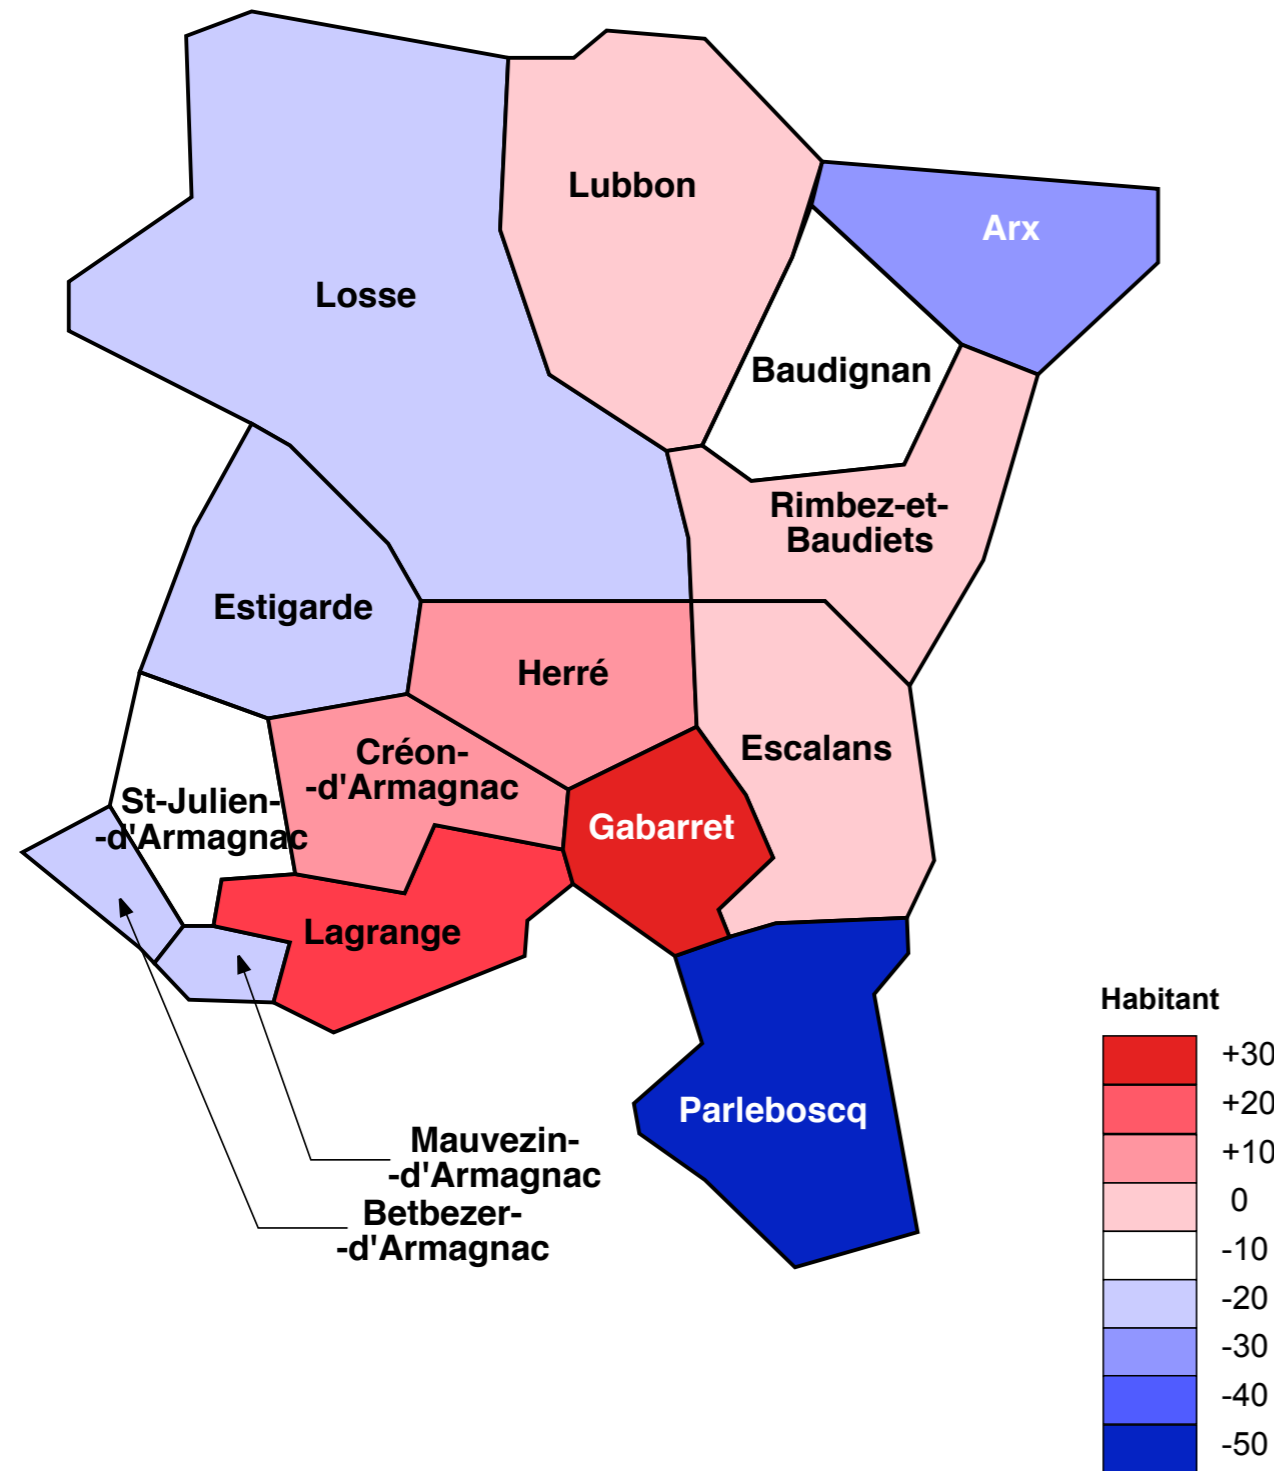 Lubbon
Arx
Losse
Baudignan
Rimbez-et-
Baudiets
Estigarde
Herré
Escalans
Créon-
-d'Armagnac
St-Julien-
-d'Armagnac
Gabarret
Lagrange
Parleboscq
Mauvezin-
-d'Armagnac
Betbezer-
-d'Armagnac
Habitant
+30
+20
+10
0
-10
-20
-30
-40
-50